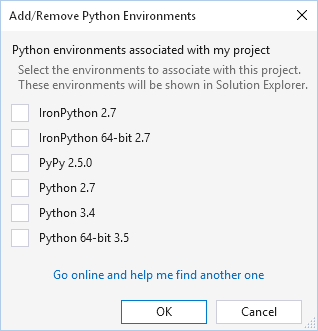 Add/Remove Python Environments
Python environments associated with my project
Select the environments to associate with this project.
These environments will be shown in Solution Explorer.
IronPython 2.7
IronPython 64-bit 2.7
PyPy 2.5.0
Python 2.7
Python 3.4
Python 64-bit 3.5
Go online and help me find another one
OK
Cancel